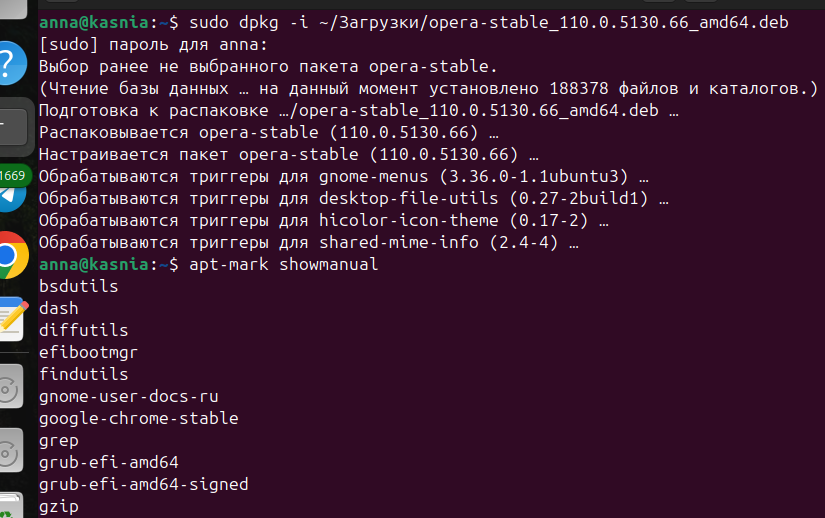 anna@kasnia:~$ sudo dpkg -i ~/Загрузки/opera-stable_110.0.5130.66_amd64.deb
[sudo] пароль для anna:
Выбор ранее не выбранного пакета opera-stable.
(Чтение базы данных … на данный момент установлено 188378 файлов и каталогов.)
Подготовка к распаковке …/opera-stable_110.0.5130.66_amd64.deb …
Распаковывается opera-stable (110.0.5130.66) …
Настраивается пакет opera-stable (110.0.5130.66) …
Обрабатываются триггеры для gnome-menus (3.36.0-1.1ubuntu3) …
1669
Обрабатываются триггеры для desktop-file-utils (0.27-2build1) …
Обрабатываются триггеры для hicolor-icon-theme (0.17-2) …
Обрабатываются триггеры для shared-mime-info (2.4-4) …
anna@kasnia:~$ apt-mark showmanual
bsdutils
dash
diffutils
efibootmgr
findutils
gnome-user-docs-ru
google-chrome-stable
grep
grub-efi-amd64
grub-efi-amd64-signed
gzip